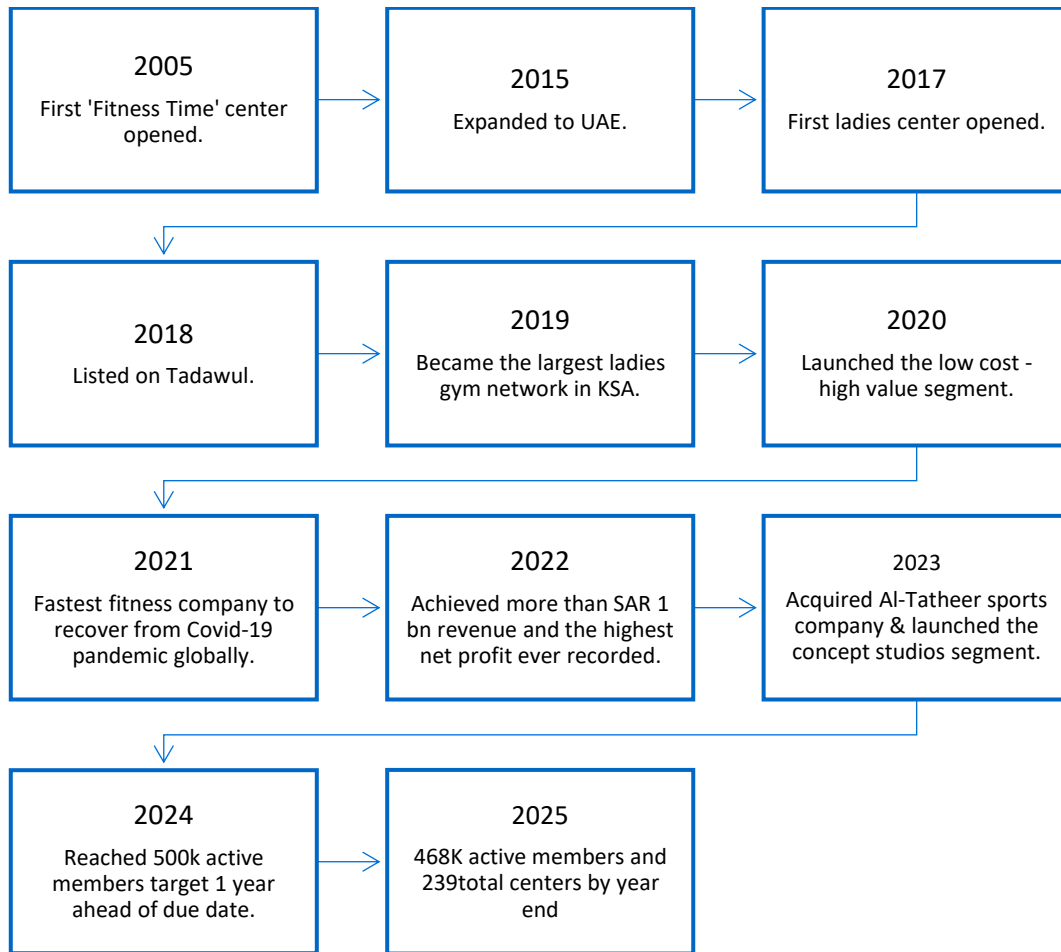 2005
First 'Fitness Time' center
opened.
2015
Expanded to UAE.
2017
First ladies center opened.
2018
Listed on Tadawul.
2019
Became the largest ladies
gym network in KSA.
2020
Launched the low cost -
high value segment.
2021
Fastest fitness company to
recover from Covid-19
pandemic globally.
2022
Achieved more than SAR 1
bn revenue and the highest
net profit ever recorded.
2023
Acquired Al-Tatheer sports
company & launched the
concept studios segment.
2024
Reached 500k active
members target 1 year
ahead of due date.
2025
468K active members and
239total centers by year
end